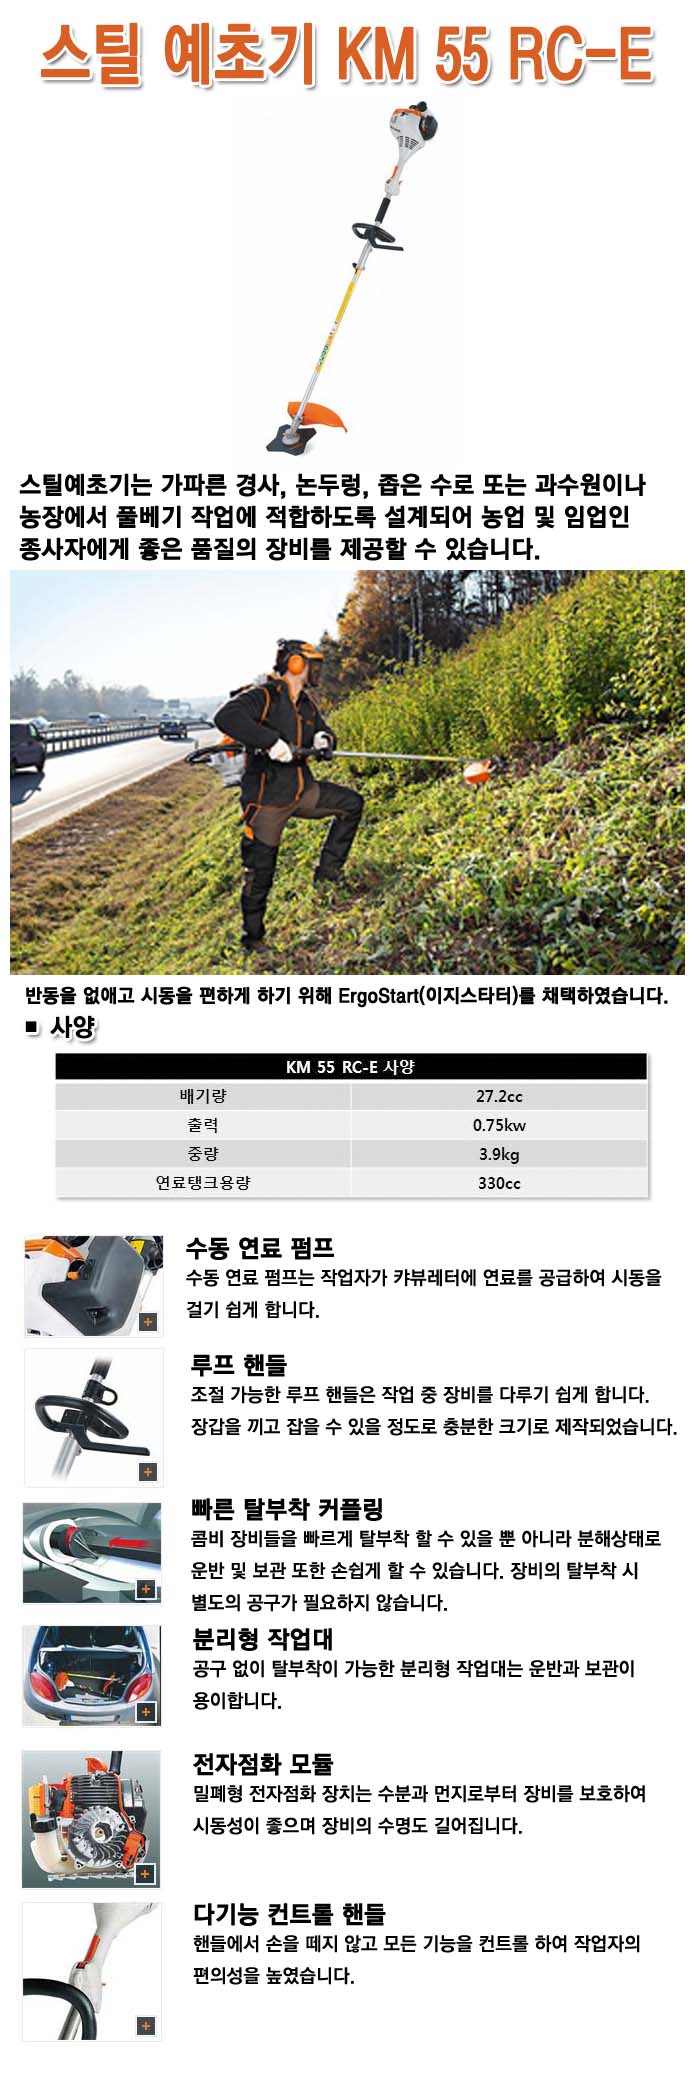 스틸 예초기 KM 55 RC-E
스틸예초기는 가파른 경사, 논두렁, 좁은 수로 또는 과수원이나
농장에서 풀베기 작업에 적합하도록 설계되어 농업 및 임업인
종사자에게 좋은 품질의 장비를 제공할 수 있습니다.
반동을 없애고 시동을 편하게 하기 위해 ErgoStart(이지스타터)를 채택하였습니다.
■ 사양
KM 55 RC-E 사양
배기량 27.2cc
출력 0.75kw
중량 3.9kg
연료탱크용량 330cc
수동 연료 펌프
수동 연료 펌프는 작업자가 캬뷰레터에 연료를 공급하여 시동을
걸기 쉽게 합니다.
루프 핸들
조절 가능한 루프 핸들은 작업 중 장비를 다루기 쉽게 합니다.
장갑을 끼고 잡을 수 있을 정도로 충분한 크기로 제작되었습니다.
빠른 탈부착 커플링
콤비 장비들을 빠르게 탈부착 할 수 있을 뿐 아니라 분해상태로
운반 및 보관 또한 손쉽게 할 수 있습니다. 장비의 탈부착 시
별도의 공구가 필요하지 않습니다.
분리형 작업대
공구 없이 탈부착이 가능한 분리형 작업대는 운반과 보관이
용이합니다.
전자점화 모듈
밀폐형 전자점화 장치는 수분과 먼지로부터 장비를 보호하여
시동성이 좋으며 장비의 수명도 길어집니다.
다기능 컨트롤 핸들
핸들에서 손을 떼지 않고 모든 기능을 컨트롤 하여 작업자의
편의성을 높였습니다.